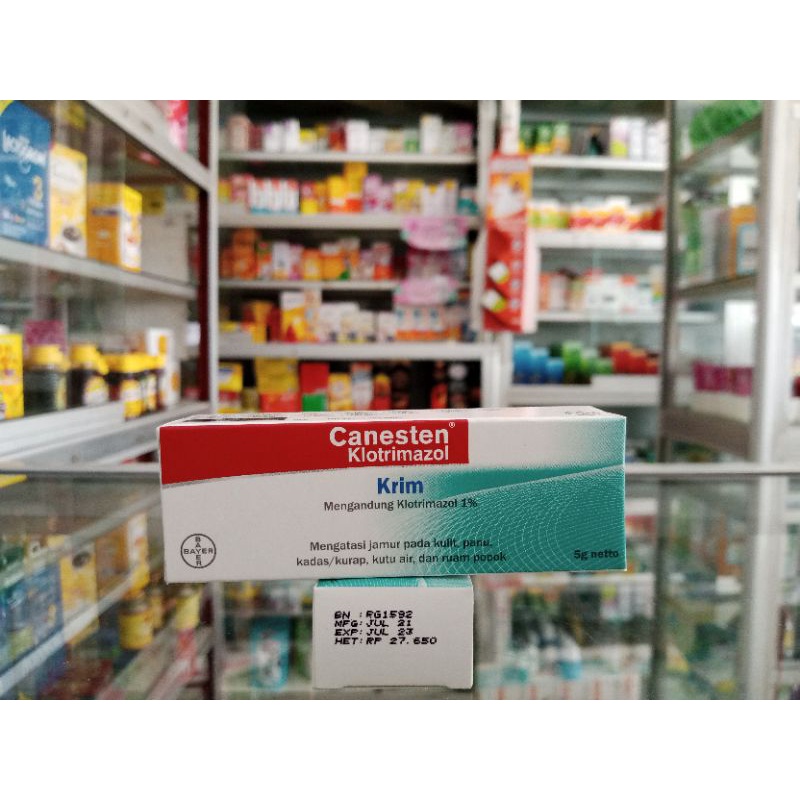 Canesten®
Klotrimazol
Krim
Mengandung Klotrimazol 1%
BAYER
BAYER
Mengatasi jamur pada kulit, panu,
kadas/kurap, kutu air, dan ruam popok
5g netto
BN : RG1592
MFG: JUL 21
EXP: JUL 23
HET: RP 27.650